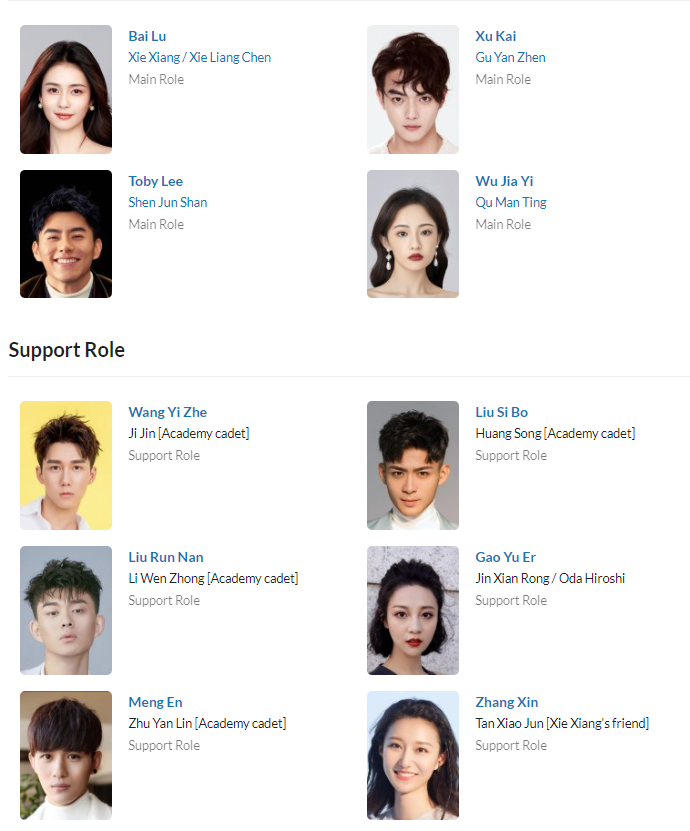 Bai Lu
Xie Xiang / Xie Liang Chen
Main Role
Xu Kai
Gu Yan Zhen
Main Role
Toby Lee
Shen Jun Shan
Main Role
Wu Jia Yi
Qu Man Ting
Main Role
Support Role
Wang Yi Zhe
Ji Jin [Academy cadet]
Support Role
Liu Si Bo
Huang Song [Academy cadet]
Support Role
Liu Run Nan
Li Wen Zhong [Academy cadet]
Support Role
Gao Yu Er
Jin Xian Rong / Oda Hiroshi
Support Role
Meng En
Zhu Yan Lin [Academy cadet]
Support Role
Zhang Xin
Tan Xiao Jun [Xie Xiang's friend]
Support Role